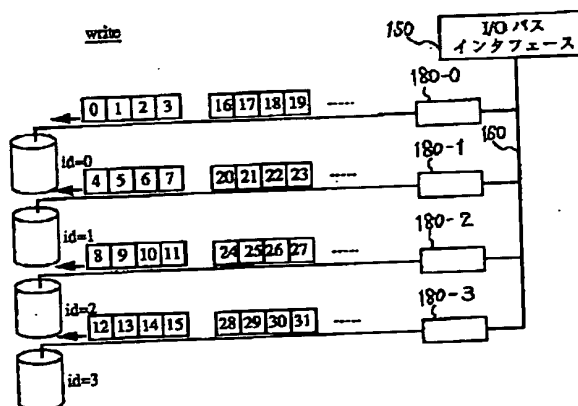 write
150
I/O バス
インタフェース
180-0
160
0 1 2 3 16 17 18 19 -----
id=0
180-1
4 5 6 7 20 21 22 23 -----
id=1
180-2
8 9 10 11 24 25 26 27 -----
id=2
180-3
12 13 14 15 28 29 30 31 -----
id=3